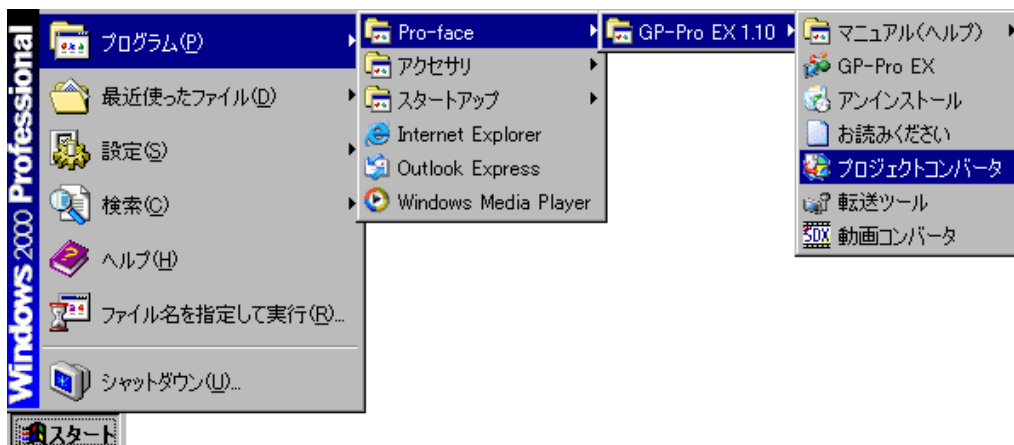 Windows 2000 Professional
プログラム(P)
最近使ったファイル(D)
設定(S)
検索(C)
ヘルプ(H)
ファイル名を指定して実行(R)...
シャットダウン(U)...
スタート
Pro-face
アクセサリ
スタートアップ
Internet Explorer
Outlook Express
Windows Media Player
GP-Pro EX 1.10
マニュアル(ヘルプ)
GP-Pro EX
アンインストール
お読みください
プロジェクトコンバータ
転送ツール
SDX 動画コンバータ